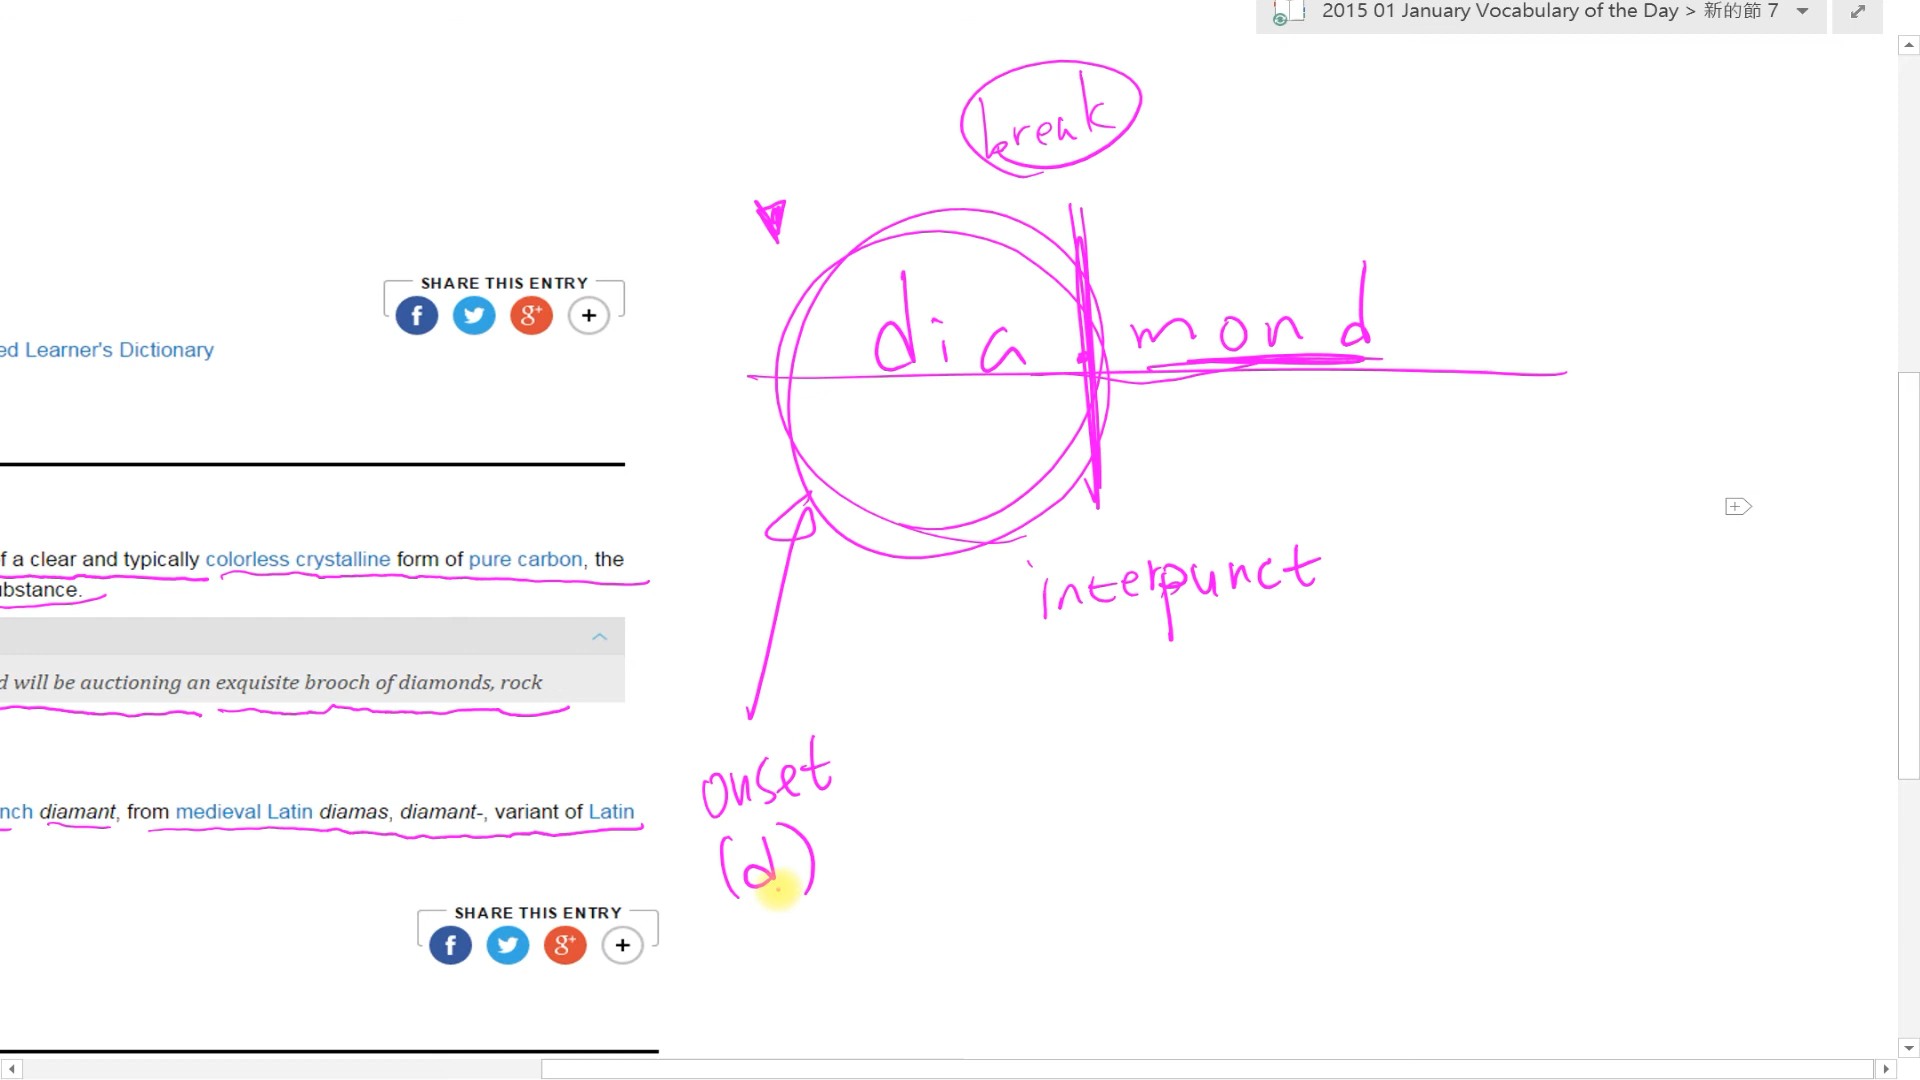 2015 01 January Vocabulary of the Day > 新的節 7
break
SHARE THIS ENTRY
f
g+
+
ed Learner's Dictionary
dia · mond
f a clear and typically colorless crystalline form of pure carbon, the
ubstance.
interpunct
d will be auctioning an exquisite brooch of diamonds, rock
onset
(d)
nch diamant, from medieval Latin diamas, diamant-, variant of Latin
SHARE THIS ENTRY
f
g+
+